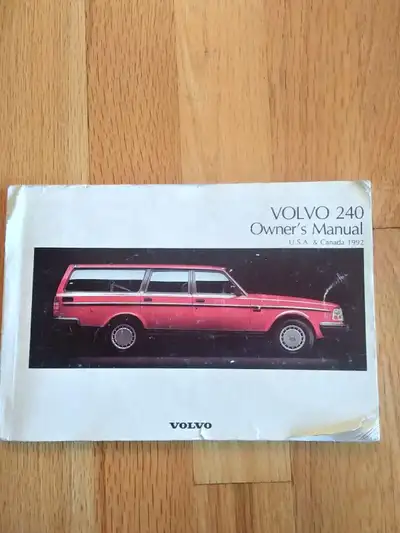 VOLVO 240
Owner's Manual
U.S.A. & Canada 1992
VOLVO